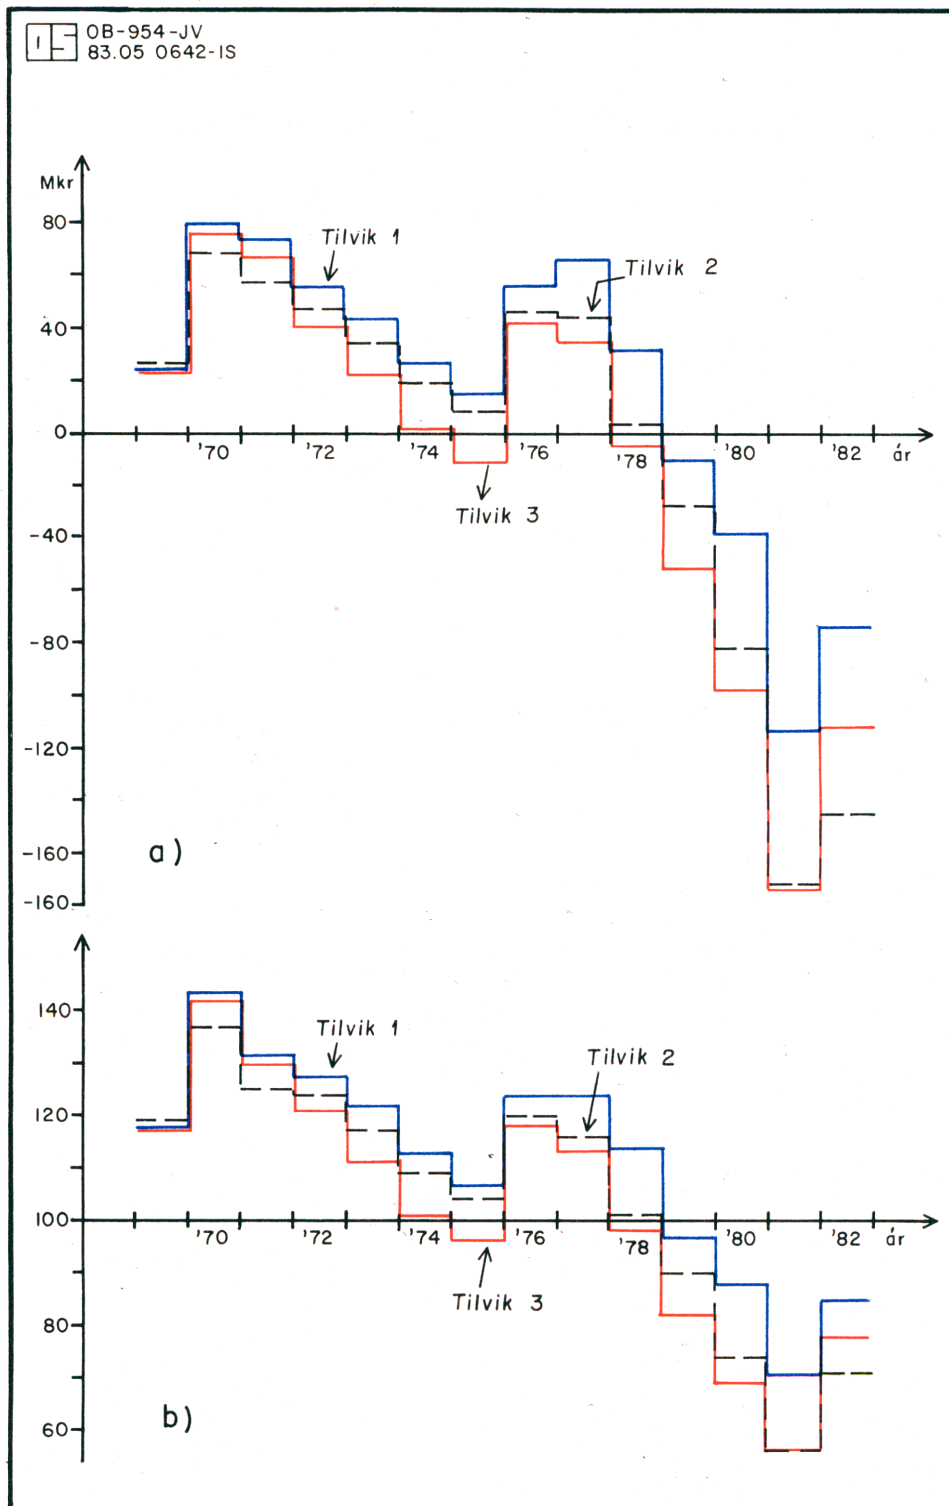 OS OB-954-JV
83.05 0642-IS
Mkr
80
Tilvik 1
Tilvik 2
40
0
'70 '72 '74 '76 '78 '80 '82 ár
Tilvik 3
-40
-80
-120
a)
-160
-160
140
Tilvik 1
Tilvik 2
120
100
'70 '72 '74 '76 '78 '80 '82 ár
Tilvik 3
80
b)
60